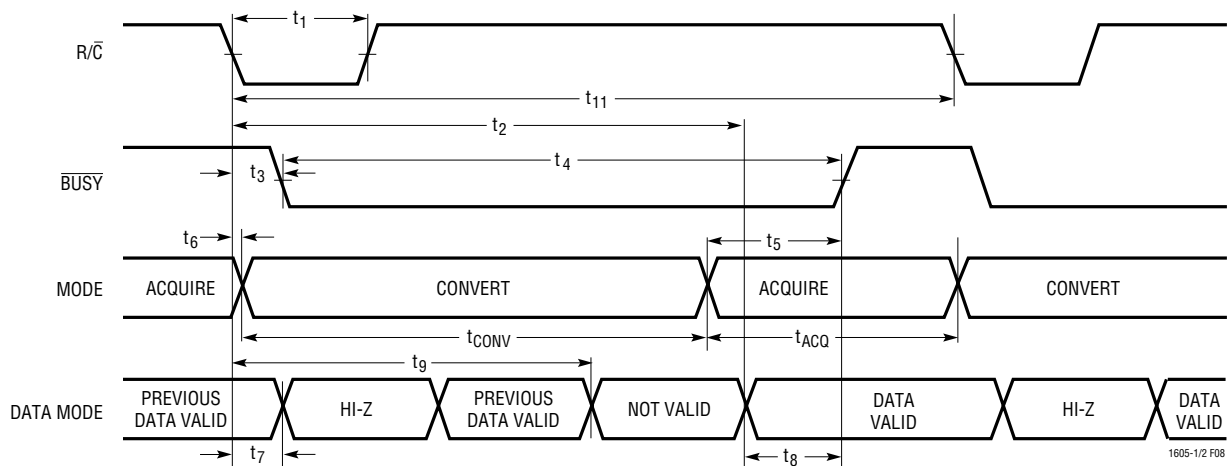 t1
R/C̅
t11
t2
t3
t4
B̅U̅S̅Y̅
t6
t5
MODE
ACQUIRE
CONVERT
ACQUIRE
CONVERT
tCONV
tACQ
t9
DATA MODE
PREVIOUS
DATA VALID
HI-Z
PREVIOUS
DATA VALID
NOT VALID
DATA
VALID
HI-Z
DATA
VALID
t7
t8
1605-1/2 F08